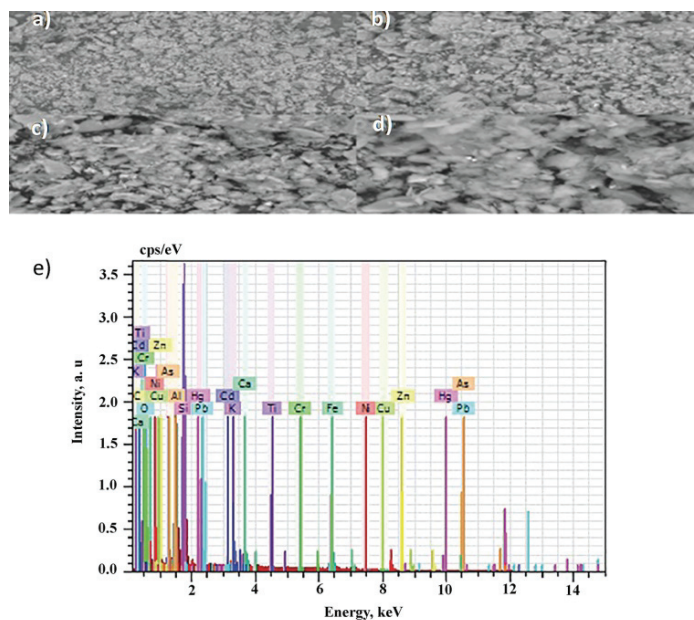 a) b)
c) d)
e)
cps/eV
Intensity, a. u
3.5
3.0
2.5
2.0
1.5
1.0
0.5
0.0
Ti
Cd Zn
Cr
K As
Ni Ca As
C Cu Al Hg Cd Zn Hg
O Si Pb K Ti Cr Fe Ni Cu Pb
Ca
2 4 6 8 10 12 14
Energy, keV